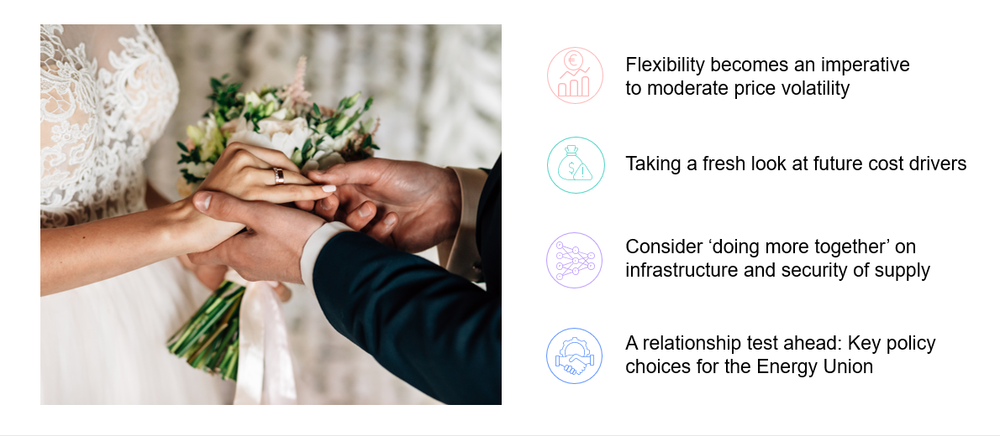 Flexibility becomes an imperative
to moderate price volatility
Taking a fresh look at future cost drivers
Consider ‘doing more together’ on
infrastructure and security of supply
A relationship test ahead: Key policy
choices for the Energy Union